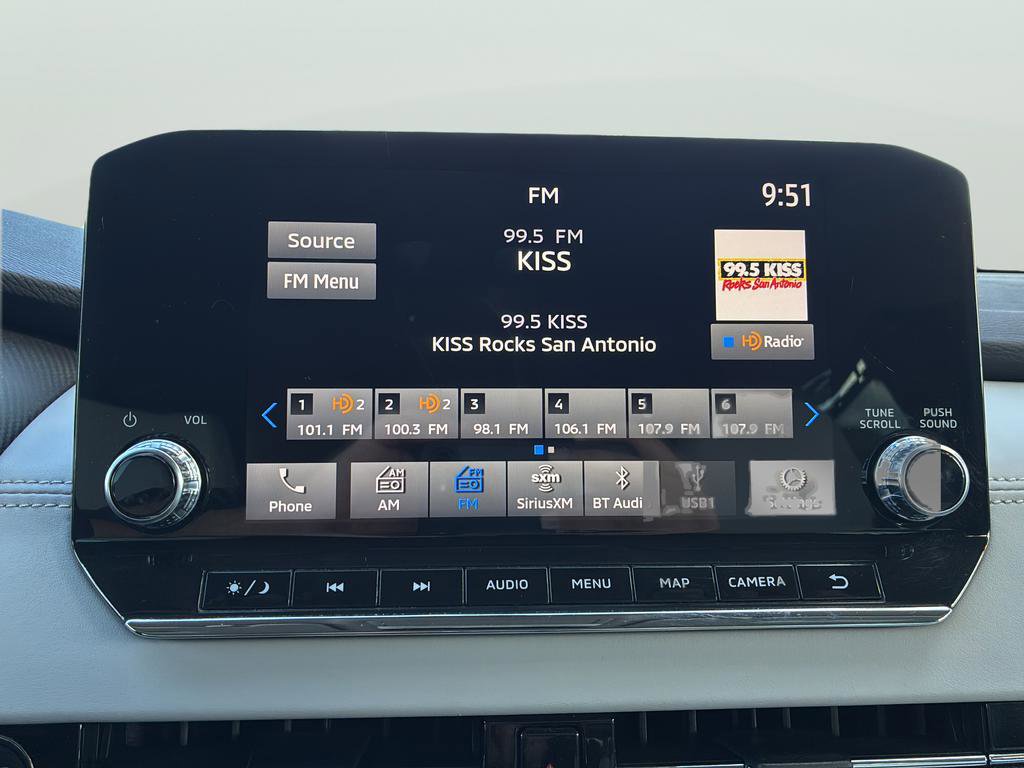 FM
9:51
Source
99.5 FM
KISS
FM Menu
99.5 KISS
Rocks San Antonio
99.5 KISS
KISS Rocks San Antonio
HD Radio
1 HD 2
101.1 FM
2 HD 2
100.3 FM
3
98.1 FM
4
106.1 FM
5
107.9 FM
6
107.9 FM
VOL
TUNE
SCROLL
PUSH
SOUND
Phone
AM
AM
FM
FM
SXM
SiriusXM
BT Audi
USB1
AUDIO
MENU
MAP
CAMERA